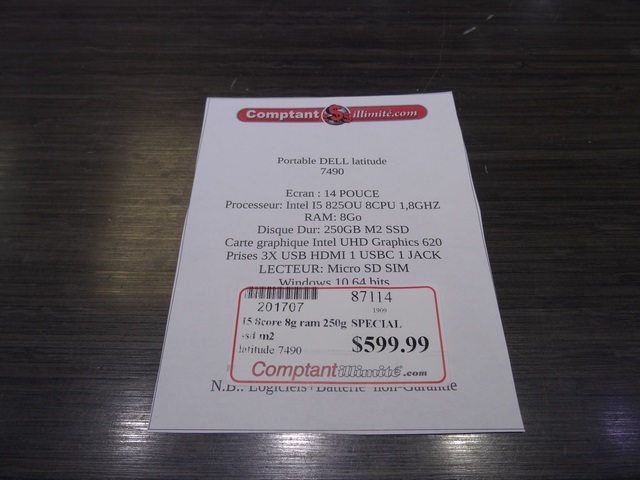 Comptant $s illimité.com
Portable DELL latitude
7490
Ecran : 14 POUCE
Processeur: Intel I5 825OU 8CPU 1,8GHZ
RAM: 8Go
Disque Dur: 250GB M2 SSD
Carte graphique Intel UHD Graphics 620
Prises 3X USB HDMI 1 USBC 1 JACK
LECTEUR: Micro SD SIM
Windows 10 64 bits
201707 87114
1909
i5 8core 8g ram 250g SPECIAL
ssd m2
latitude 7490 $599.99
Comptant illimité.com
N.B.: Logiciels + Batterie non-Garantie